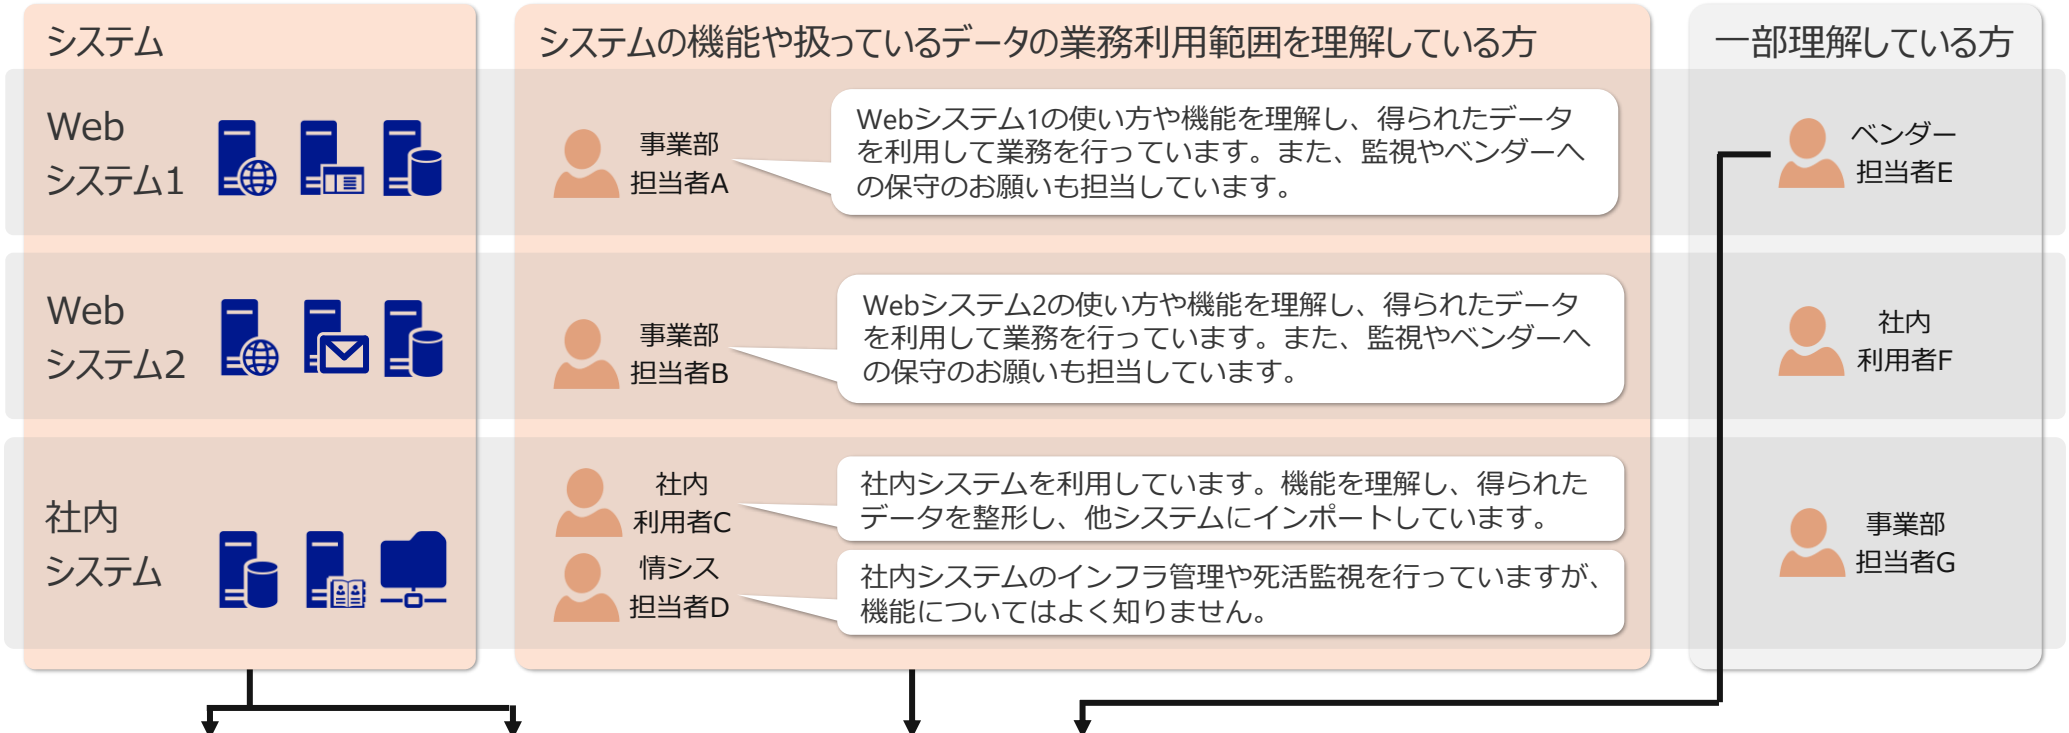 システム
システムの機能や扱っているデータの業務利用範囲を理解している方
一部理解している方
Web
システム1
事業部
担当者A
Webシステム1の使い方や機能を理解し、得られたデータ
を利用して業務を行っています。また、監視やベンダーへ
の保守のお願いも担当しています。
ベンダー
担当者E
Web
システム2
事業部
担当者B
Webシステム2の使い方や機能を理解し、得られたデータ
を利用して業務を行っています。また、監視やベンダーへ
の保守のお願いも担当しています。
社内
利用者F
社内
システム
社内
利用者C
社内システムを利用しています。機能を理解し、得られた
データを整形し、他システムにインポートしています。
情シス
担当者D
社内システムのインフラ管理や死活監視を行っていますが、
機能についてはよく知りません。
事業部
担当者G